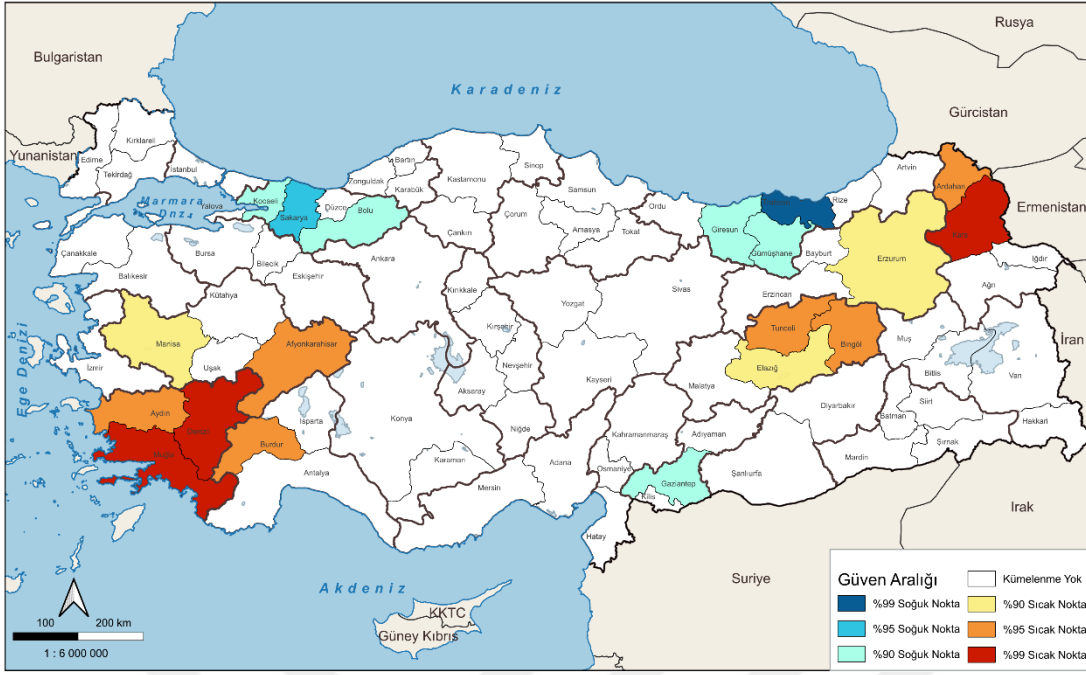 Rusya
Bulgaristan
Karadeniz
Gürcistan
Yunanistan
Kırklareli
Edirne
Tekirdağ
İstanbul
Marmara
Dnz.
Yalova
Kocaeli
Sakarya
Düzce
Bolu
Zonguldak
Bartın
Karabük
Kastamonu
Sinop
Samsun
Ordu
Çankırı
Çorum
Amasya
Tokat
Giresun
Gümüşhane
Trabzon
Rize
Artvin
Ardahan
Kars
Ermenistan
Bayburt
Erzurum
Iğdır
Ağrı
Çanakkale
Balıkesir
Bursa
Bilecik
Eskişehir
Ankara
Kütahya
Kırıkkale
Yozgat
Sivas
Erzincan
Tunceli
Bingöl
Elazığ
Muş
Bitlis
Van
İran
Ege Denizi
Manisa
İzmir
Uşak
Afyonkarahisar
Kırşehir
Nevşehir
Aksaray
Kayseri
Malatya
Diyarbakır
Batman
Siirt
Şırnak
Hakkari
Aydın
Denizli
Muğla
Burdur
Isparta
Antalya
Konya
Niğde
Karaman
Mersin
Adana
Kahramanmaraş
Osmaniye
Adıyaman
Gaziantep
Kilis
Şanlıurfa
Mardin
Hatay
Irak
Suriye
Akdeniz
KKTC
Güney Kıbrıs
100 200 km
1 : 6 000 000
Güven Aralığı
Kümelenme Yok
%99 Soğuk Nokta
%90 Sıcak Nokta
%95 Soğuk Nokta
%95 Sıcak Nokta
%90 Soğuk Nokta
%99 Sıcak Nokta